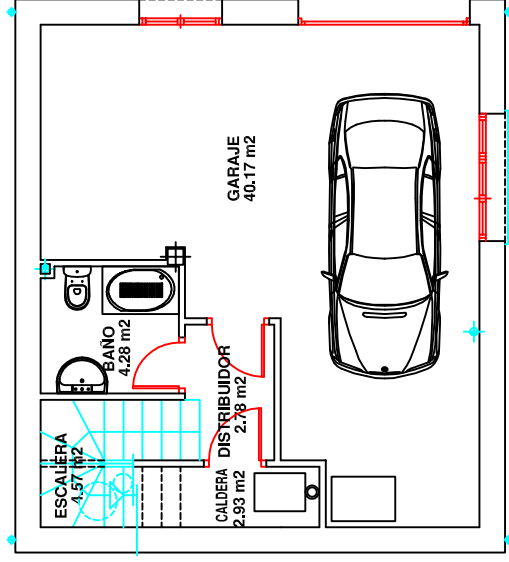 GARAJE
40.17 m2
BAÑO
4.28 m2
DISTRIBUIDOR
2.78 m2
ESCALERA
4.57 m2
CALDERA
2.93 m2